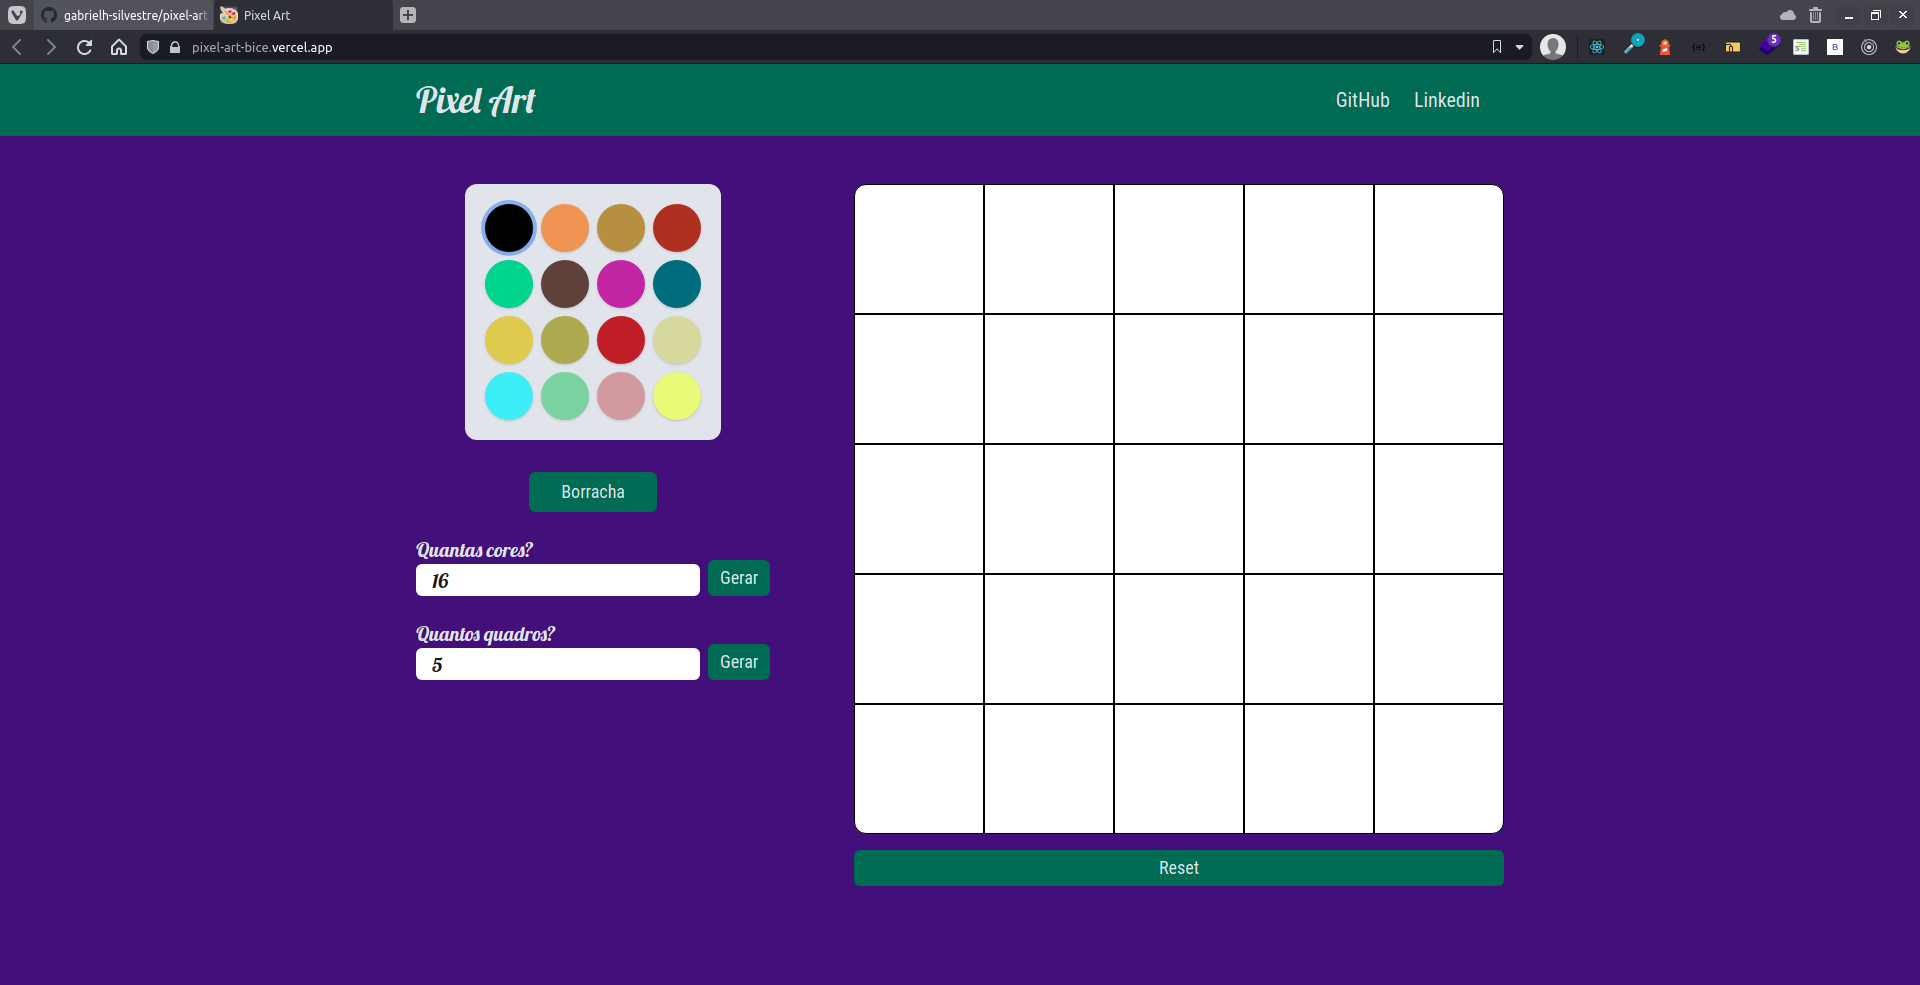 gabrielh-silvestre/pixel-art
Pixel Art
pixel-art-bice.vercel.app
5
B
Pixel Art
GitHub
Linkedin
Borracha
Quantas cores?
16
Gerar
Quantos quadros?
5
Gerar
Reset